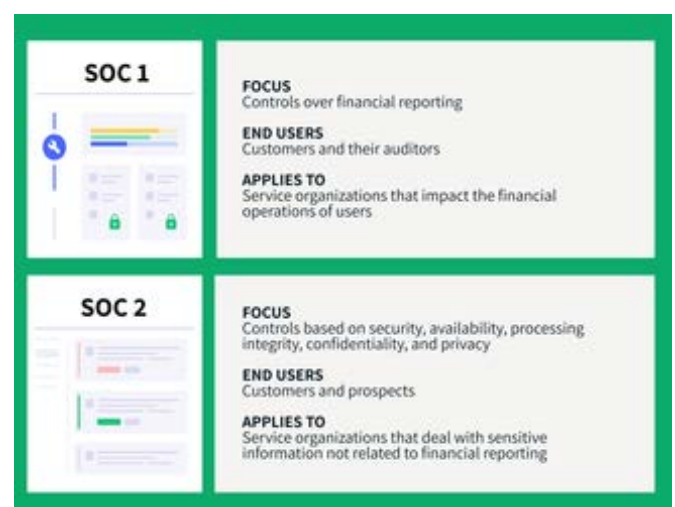 SOC 1
FOCUS
Controls over financial reporting
END USERS
Customers and their auditors
APPLIES TO
Service organizations that impact the financial
operations of users
SOC 2
FOCUS
Controls based on security, availability, processing
integrity, confidentiality, and privacy
END USERS
Customers and prospects
APPLIES TO
Service organizations that deal with sensitive
information not related to financial reporting